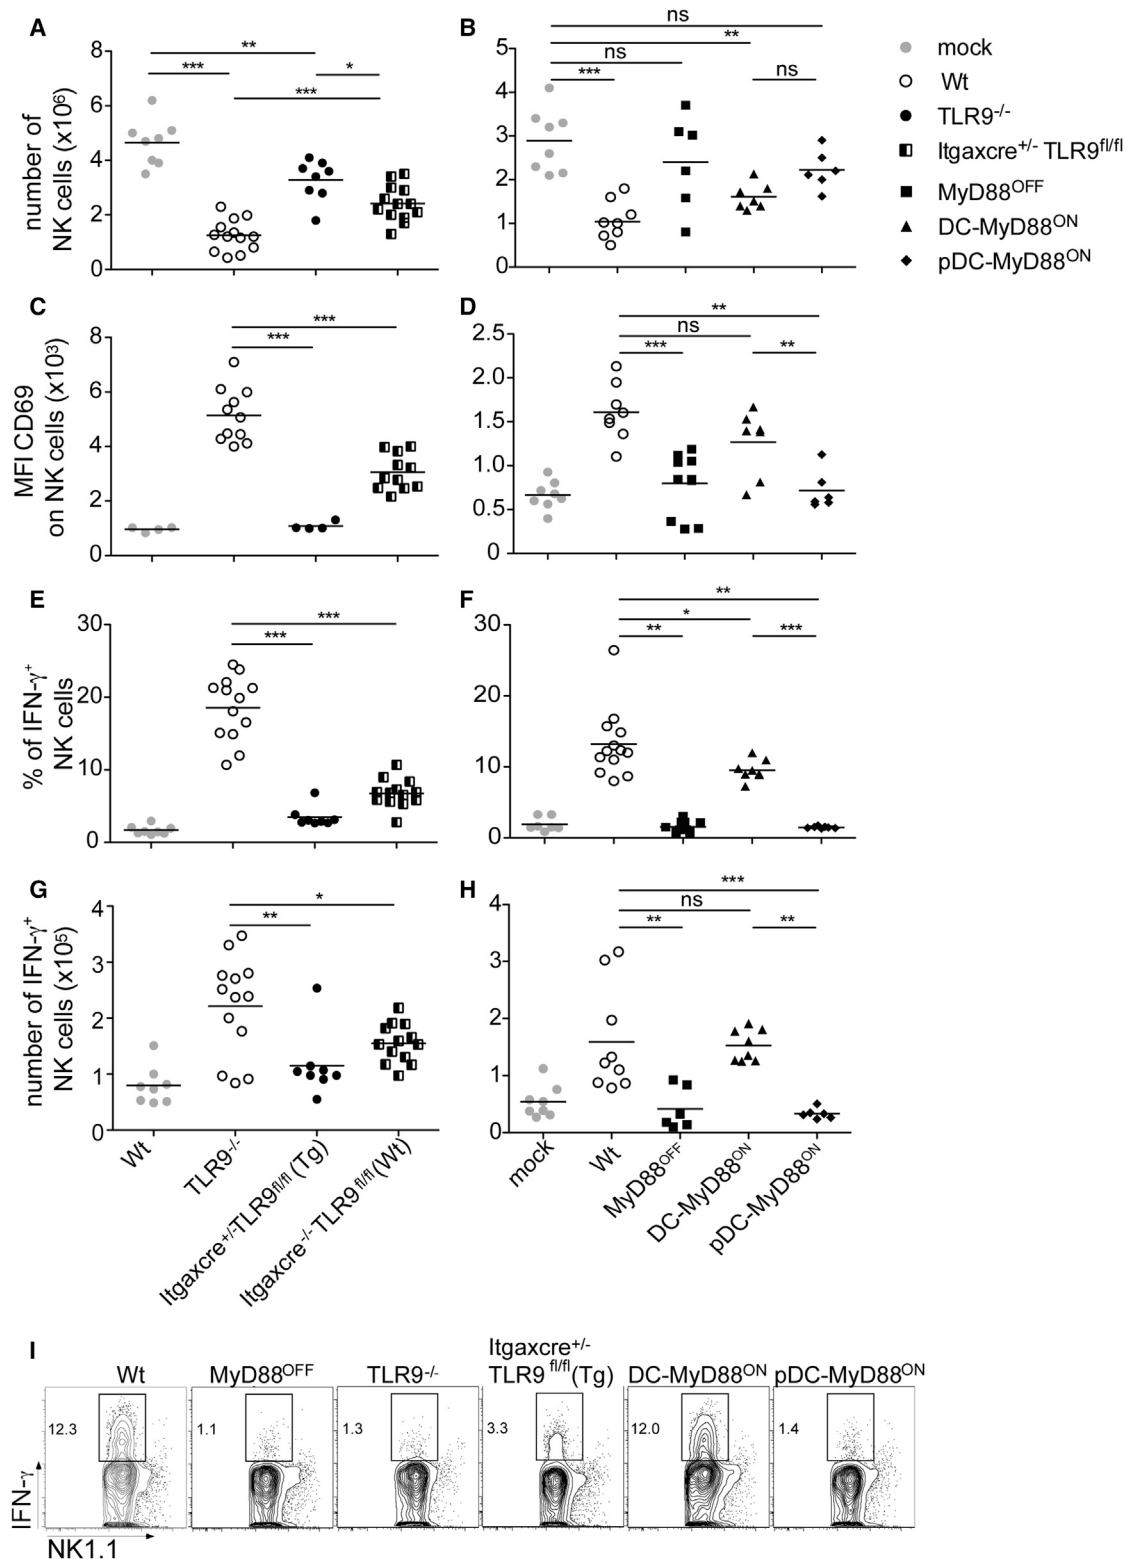 A
number of
NK cells (x10⁶)
8
6
4
2
0
**
***
*
***
B
5
4
3
2
1
0
ns
**
ns
***
ns
mock
Wt
TLR9-/-
Itgaxcre+/- TLR9fl/fl
MyD88OFF
DC-MyD88ON
pDC-MyD88ON
C
MFI CD69
on NK cells (x10³)
8
6
4
2
0
***
***
D
2.5
2.0
1.5
1.0
0.5
0
**
ns
***
**
E
% of IFN-γ+
NK cells
30
20
10
0
***
***
F
30
20
10
0
**
*
**
***
G
number of IFN-γ+
NK cells (x10⁵)
4
3
2
1
0
*
**
Wt
TLR9-/-
Itgaxcre+/-TLR9fl/fl (Tg)
Itgaxcre-/- TLR9fl/fl (Wt)
H
4
3
2
1
0
***
ns
**
**
mock
Wt
MyD88OFF
DC-MyD88ON
pDC-MyD88ON
I
Wt
MyD88OFF
TLR9-/-
Itgaxcre+/-
TLR9 fl/fl (Tg)
DC-MyD88ON
pDC-MyD88ON
12.3
1.1
1.3
3.3
12.0
1.4
IFN-γ
NK1.1